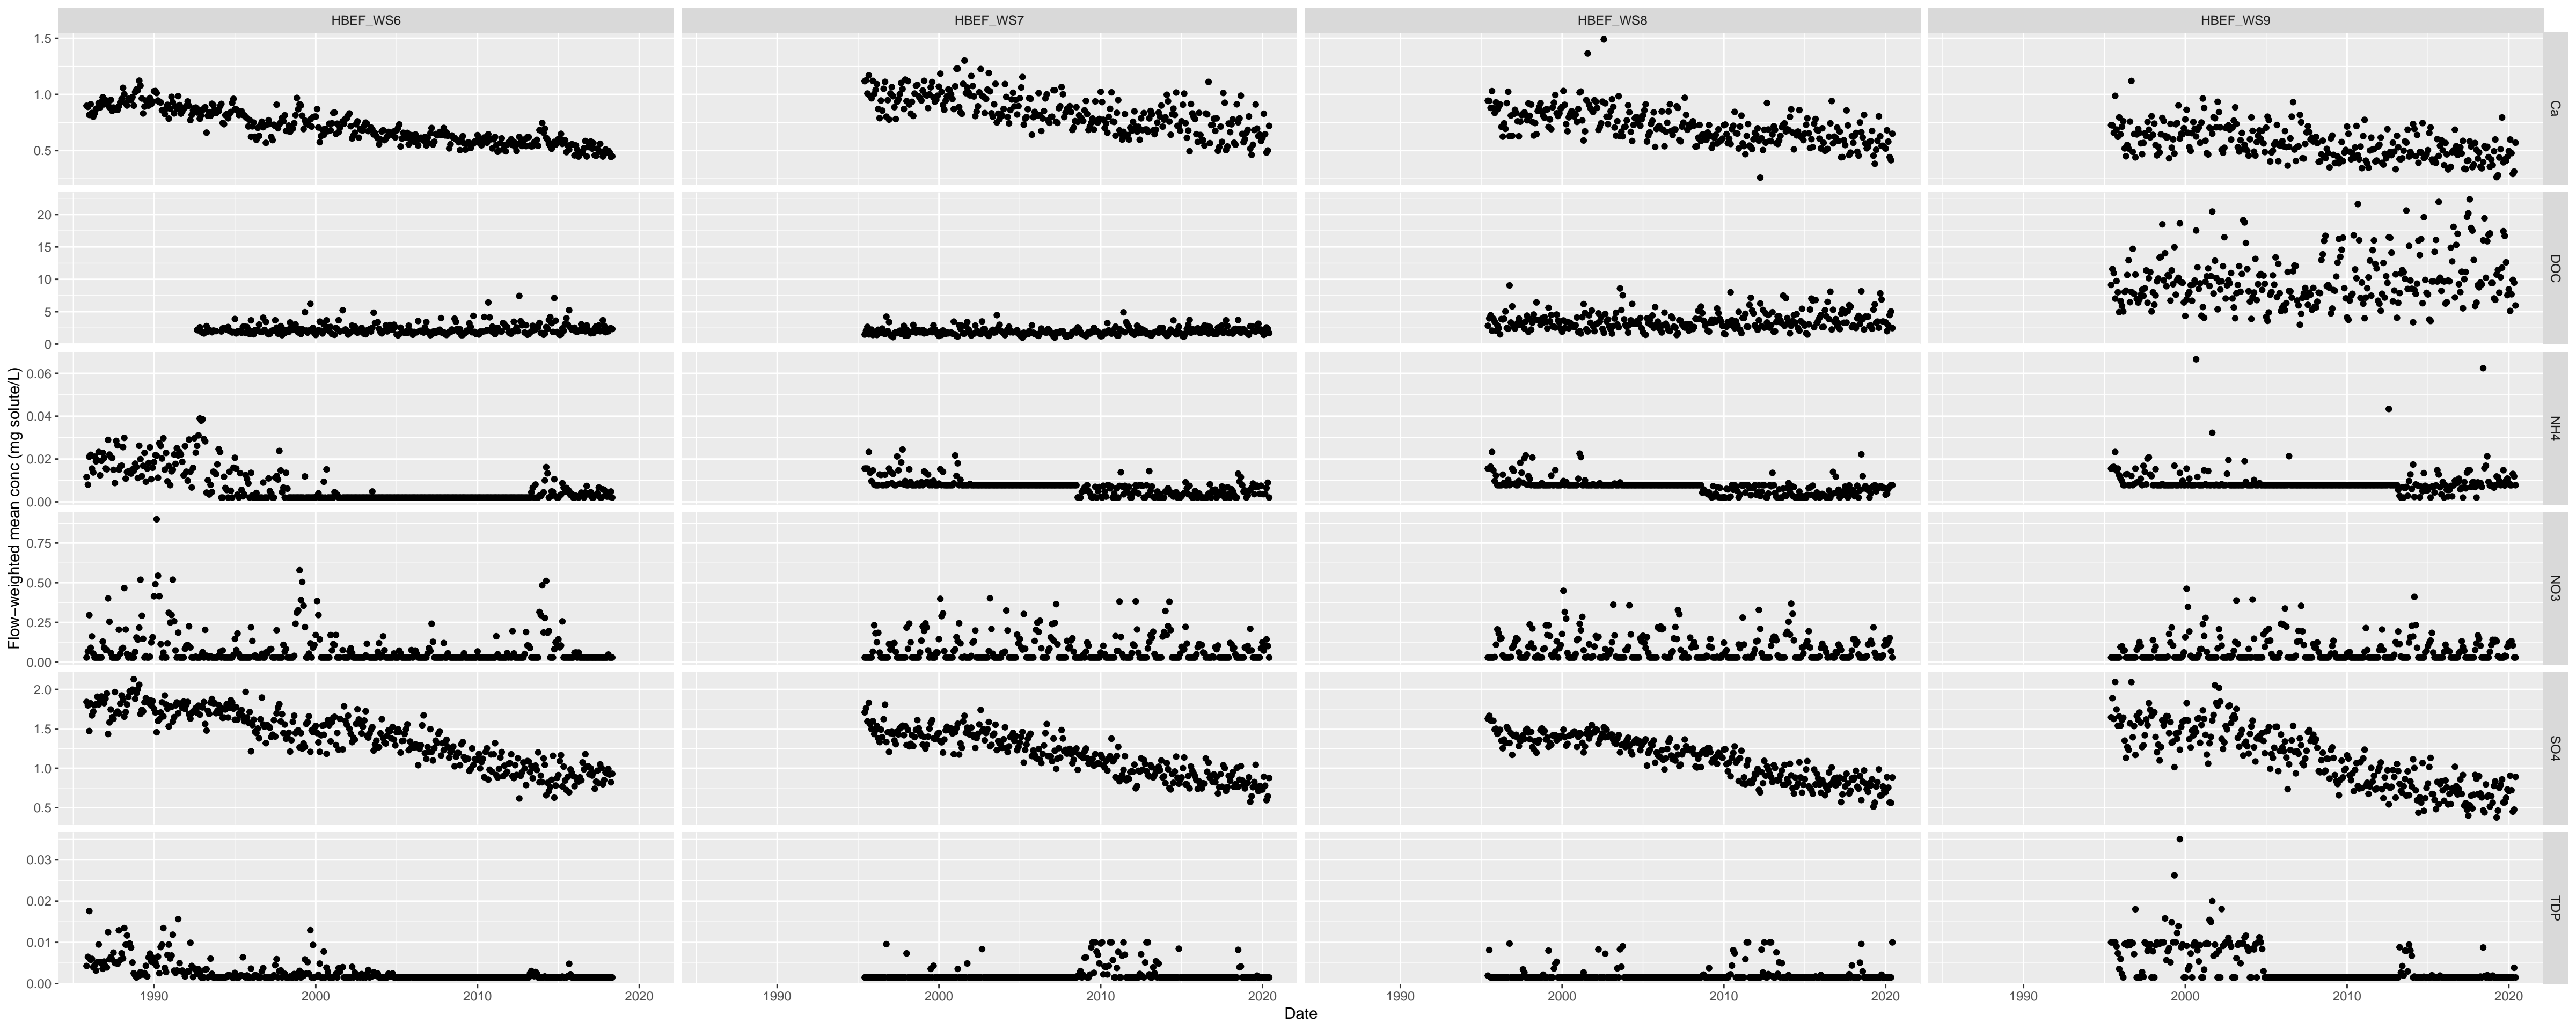 HBEF_WS6 HBEF_WS7 HBEF_WS8 HBEF_WS9
Flow−weighted mean conc (mg solute/L)
1.5
1.0
0.5
Ca
20
15
10
5
0
DOC
0.06
0.04
0.02
0.00
NH4
0.75
0.50
0.25
0.00
NO3
2.0
1.5
1.0
0.5
SO4
0.03
0.02
0.01
0.00
TDP
1990 2000 2010 2020 1990 2000 2010 2020 1990 2000 2010 2020 1990 2000 2010 2020
Date